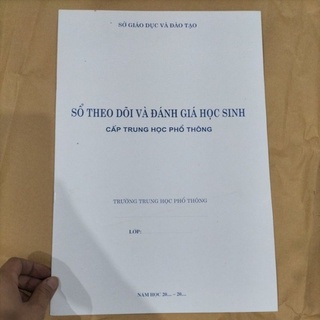 SỞ GIÁO DỤC VÀ ĐÀO TẠO
SỔ THEO DÕI VÀ ĐÁNH GIÁ HỌC SINH
CẤP TRUNG HỌC PHỔ THÔNG
TRƯỜNG TRUNG HỌC PHỔ THÔNG
LỚP:
NĂM HỌC 20... – 20...